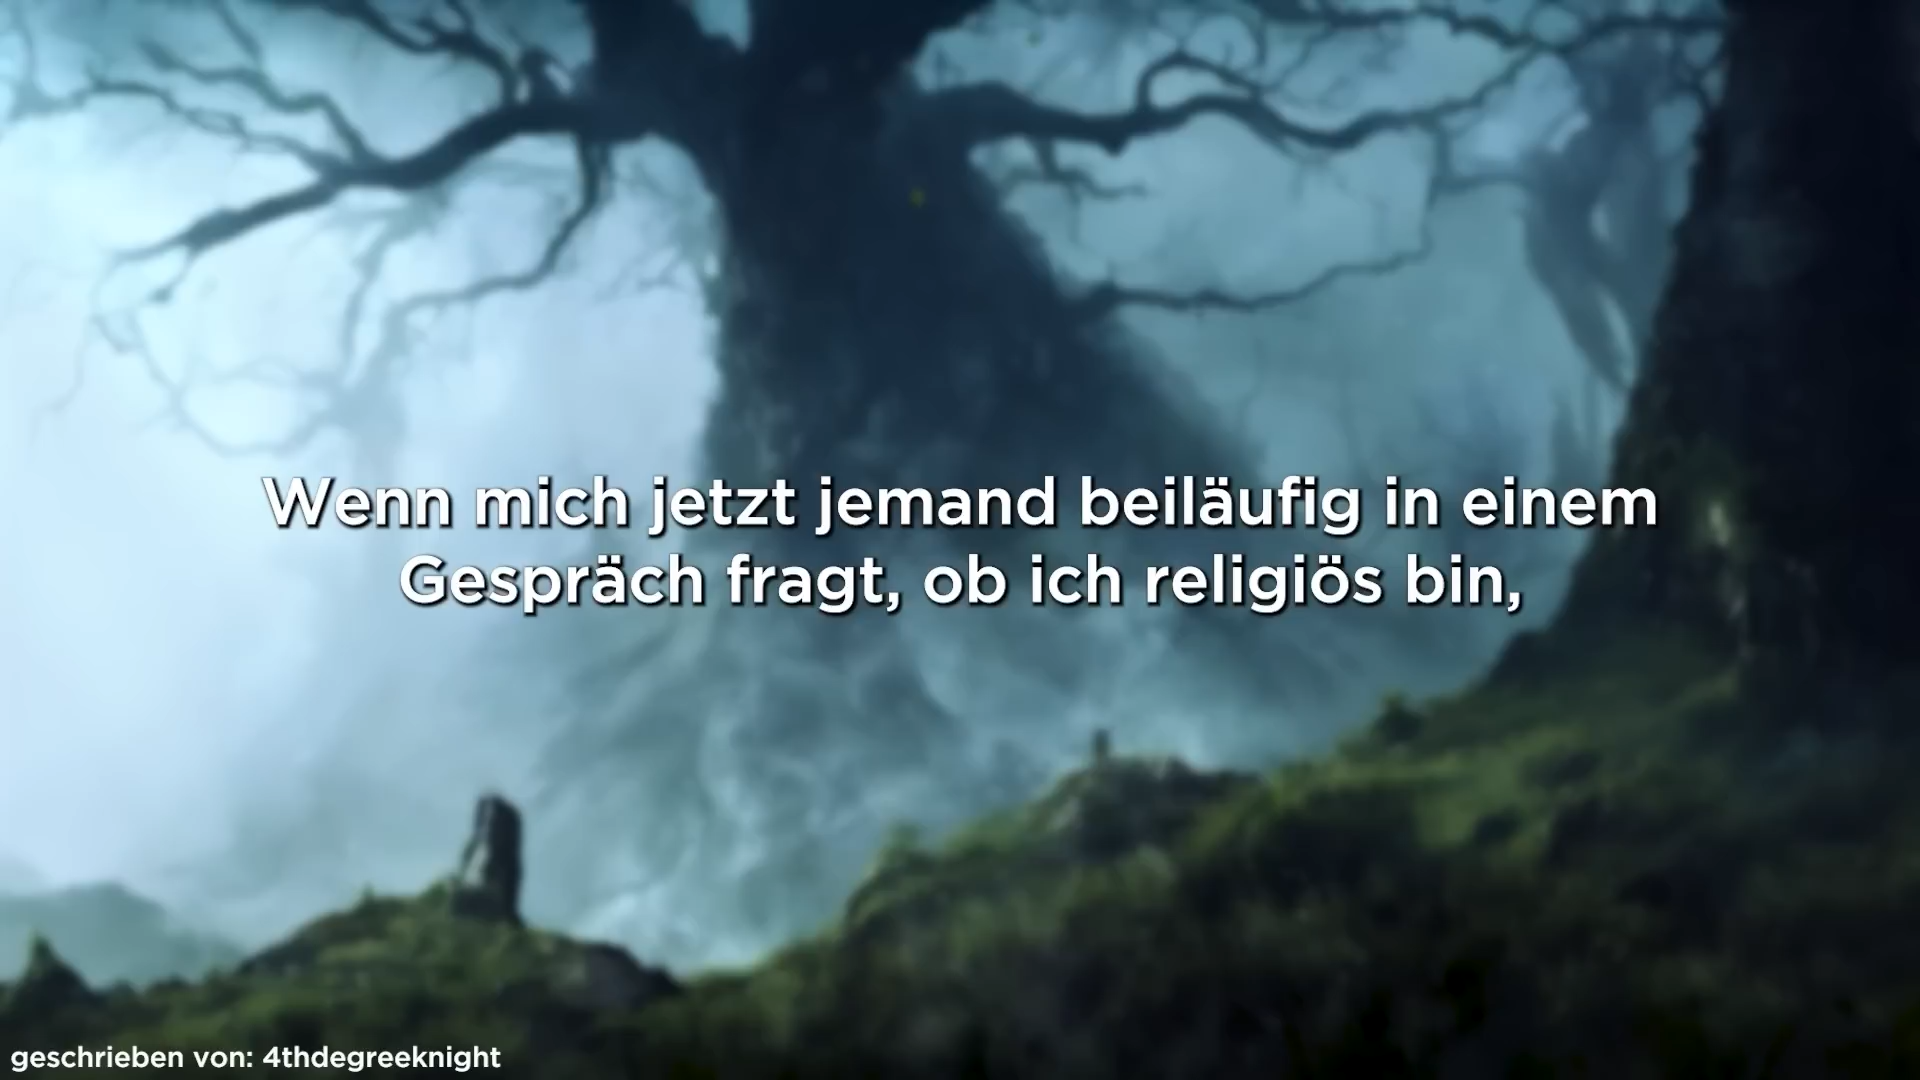 Wenn mich jetzt jemand beiläufig in einem
Gespräch fragt, ob ich religiös bin,
geschrieben von: 4thdegreeknight